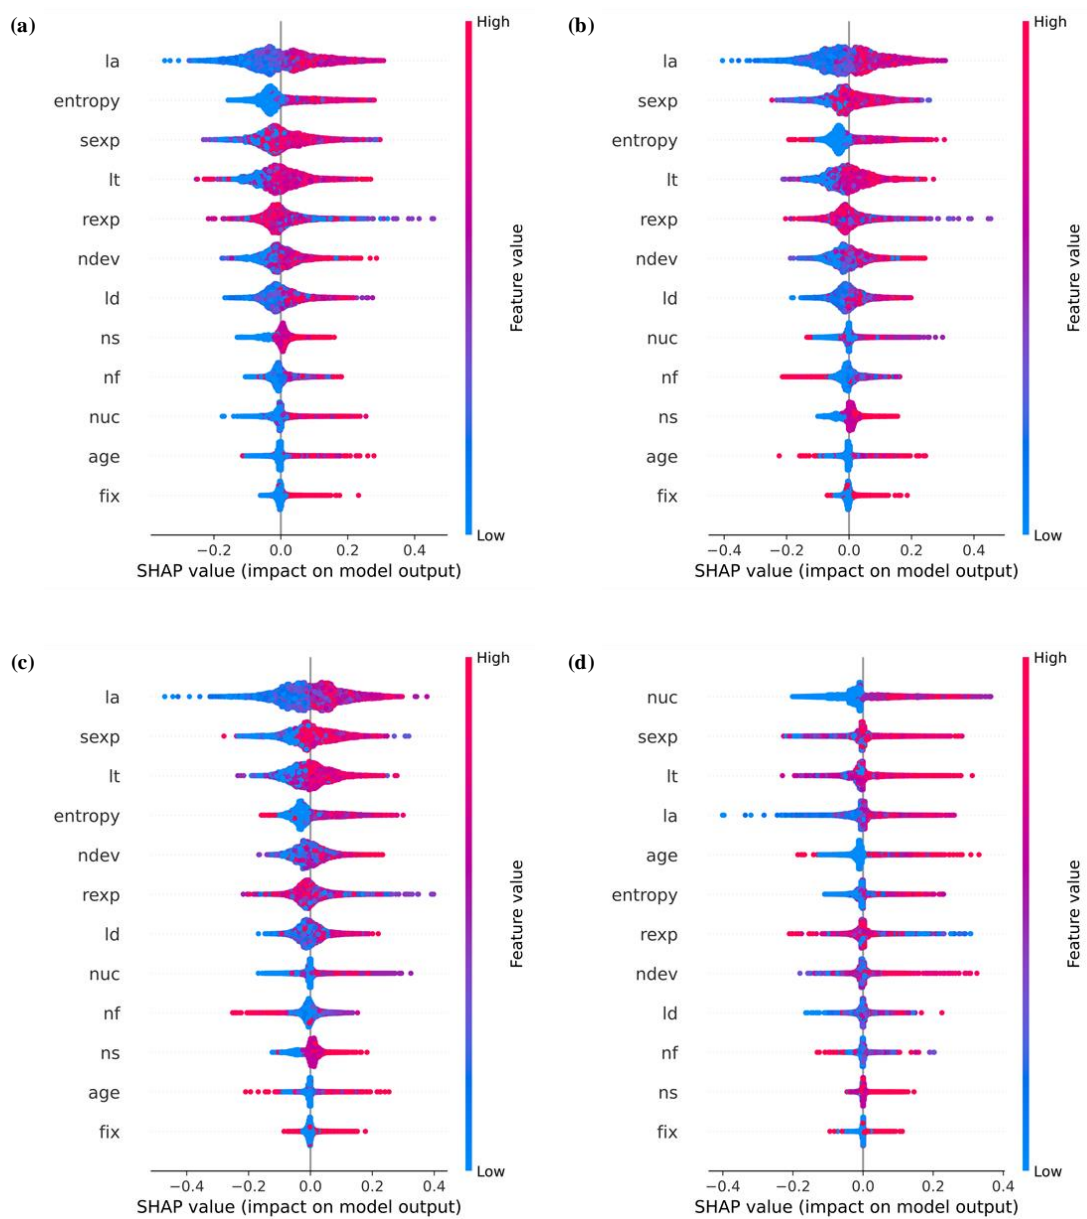 (a)
High
la
entropy
sexp
lt
rexp
ndev
ld
ns
nf
nuc
age
fix
Feature value
Low
−0.2 0.0 0.2 0.4
SHAP value (impact on model output)
(b)
High
la
sexp
entropy
lt
rexp
ndev
ld
nuc
nf
ns
age
fix
Feature value
Low
−0.4 −0.2 0.0 0.2 0.4
SHAP value (impact on model output)
(c)
High
la
sexp
lt
entropy
ndev
rexp
ld
nuc
nf
ns
age
fix
Feature value
Low
−0.4 −0.2 0.0 0.2 0.4
SHAP value (impact on model output)
(d)
High
nuc
sexp
lt
la
age
entropy
rexp
ndev
ld
nf
ns
fix
Feature value
Low
−0.4 −0.2 0.0 0.2 0.4
SHAP value (impact on model output)